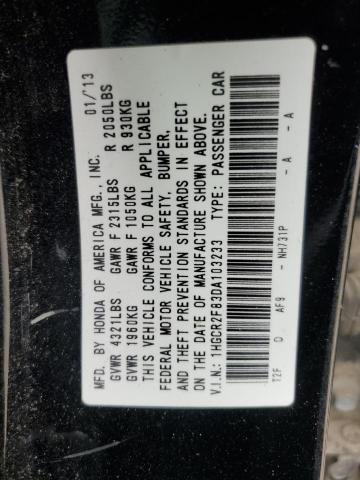 MFD. BY HONDA OF AMERICA MFG., INC. 01/'13
GVWR 4321LBS GAWR F 2315LBS R 2050LBS
GVWR 1960KG GAWR F 1050KG R 930KG
THIS VEHICLE CONFORMS TO ALL APPLICABLE
FEDERAL MOTOR VEHICLE SAFETY, BUMPER,
AND THEFT PREVENTION STANDARDS IN EFFECT
ON THE DATE OF MANUFACTURE SHOWN ABOVE.
V.I.N.: 1HGCR2F83DA103233 TYPE: PASSENGER CAR
T2F D AF9 - NH731P - A - A